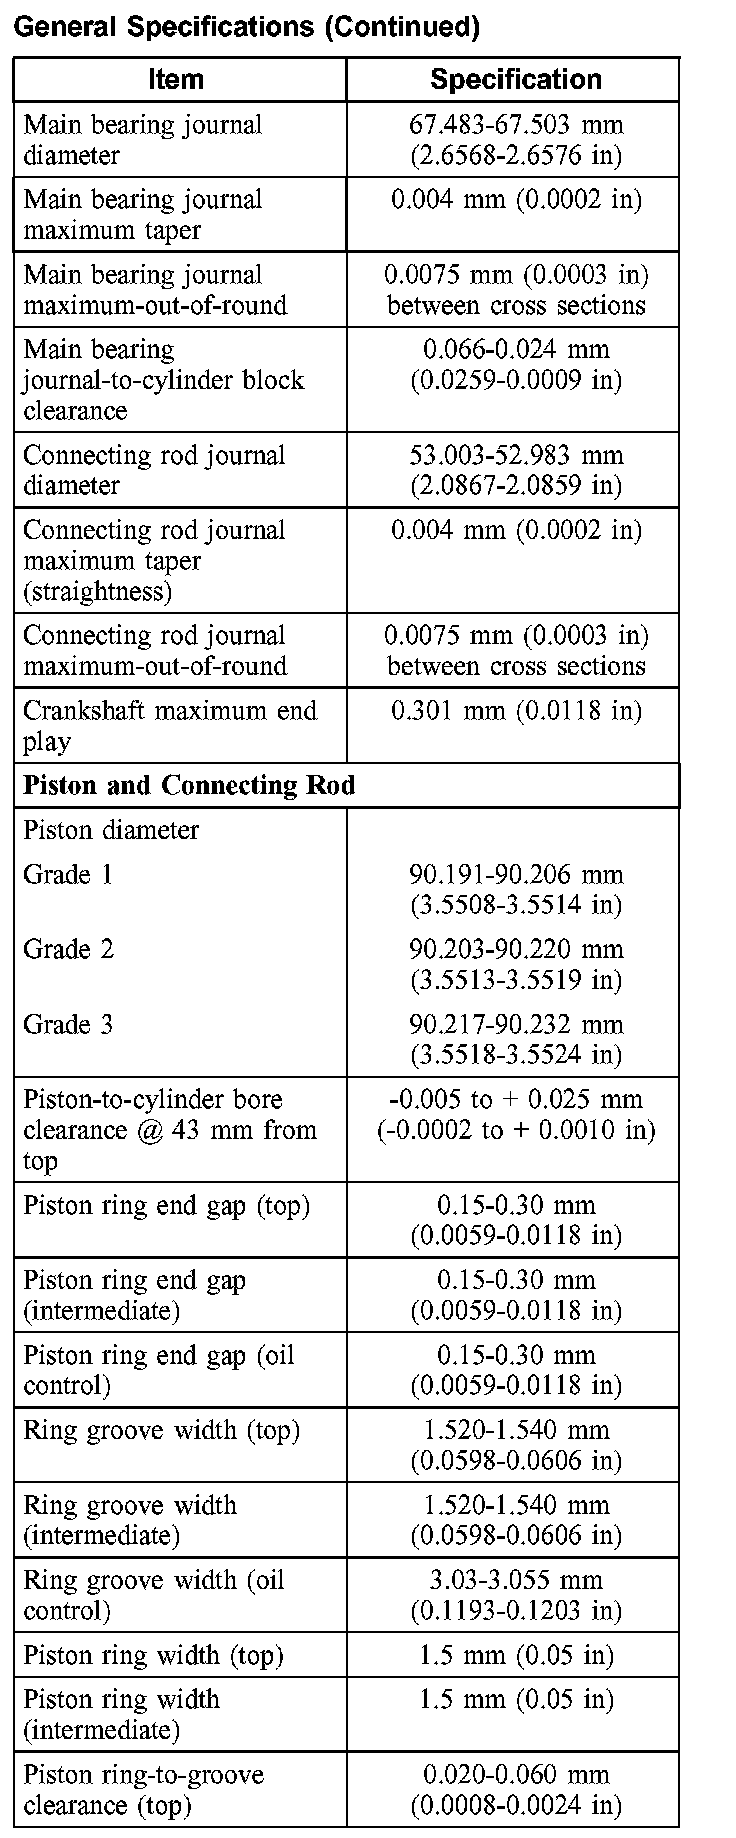 General Specifications (Continued)
Item
Specification
Main bearing journal
diameter
67.483-67.503 mm
(2.6568-2.6576 in)
Main bearing journal
maximum taper
0.004 mm (0.0002 in)
Main bearing journal
maximum-out-of-round
0.0075 mm (0.0003 in)
between cross sections
Main bearing
journal-to-cylinder block
clearance
0.066-0.024 mm
(0.0259-0.0009 in)
Connecting rod journal
diameter
53.003-52.983 mm
(2.0867-2.0859 in)
Connecting rod journal
maximum taper
(straightness)
0.004 mm (0.0002 in)
Connecting rod journal
maximum-out-of-round
0.0075 mm (0.0003 in)
between cross sections
Crankshaft maximum end
play
0.301 mm (0.0118 in)
Piston and Connecting Rod
Piston diameter
Grade 1
90.191-90.206 mm
(3.5508-3.5514 in)
Grade 2
90.203-90.220 mm
(3.5513-3.5519 in)
Grade 3
90.217-90.232 mm
(3.5518-3.5524 in)
Piston-to-cylinder bore
clearance @ 43 mm from
top
-0.005 to + 0.025 mm
(-0.0002 to + 0.0010 in)
Piston ring end gap (top)
0.15-0.30 mm
(0.0059-0.0118 in)
Piston ring end gap
(intermediate)
0.15-0.30 mm
(0.0059-0.0118 in)
Piston ring end gap (oil
control)
0.15-0.30 mm
(0.0059-0.0118 in)
Ring groove width (top)
1.520-1.540 mm
(0.0598-0.0606 in)
Ring groove width
(intermediate)
1.520-1.540 mm
(0.0598-0.0606 in)
Ring groove width (oil
control)
3.03-3.055 mm
(0.1193-0.1203 in)
Piston ring width (top)
1.5 mm (0.05 in)
Piston ring width
(intermediate)
1.5 mm (0.05 in)
Piston ring-to-groove
clearance (top)
0.020-0.060 mm
(0.0008-0.0024 in)